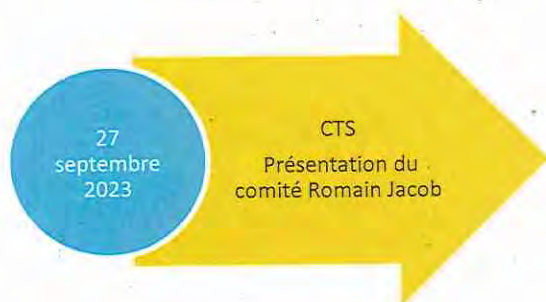 27
septembre
2023
CTS
Présentation du
comité Romain Jacob